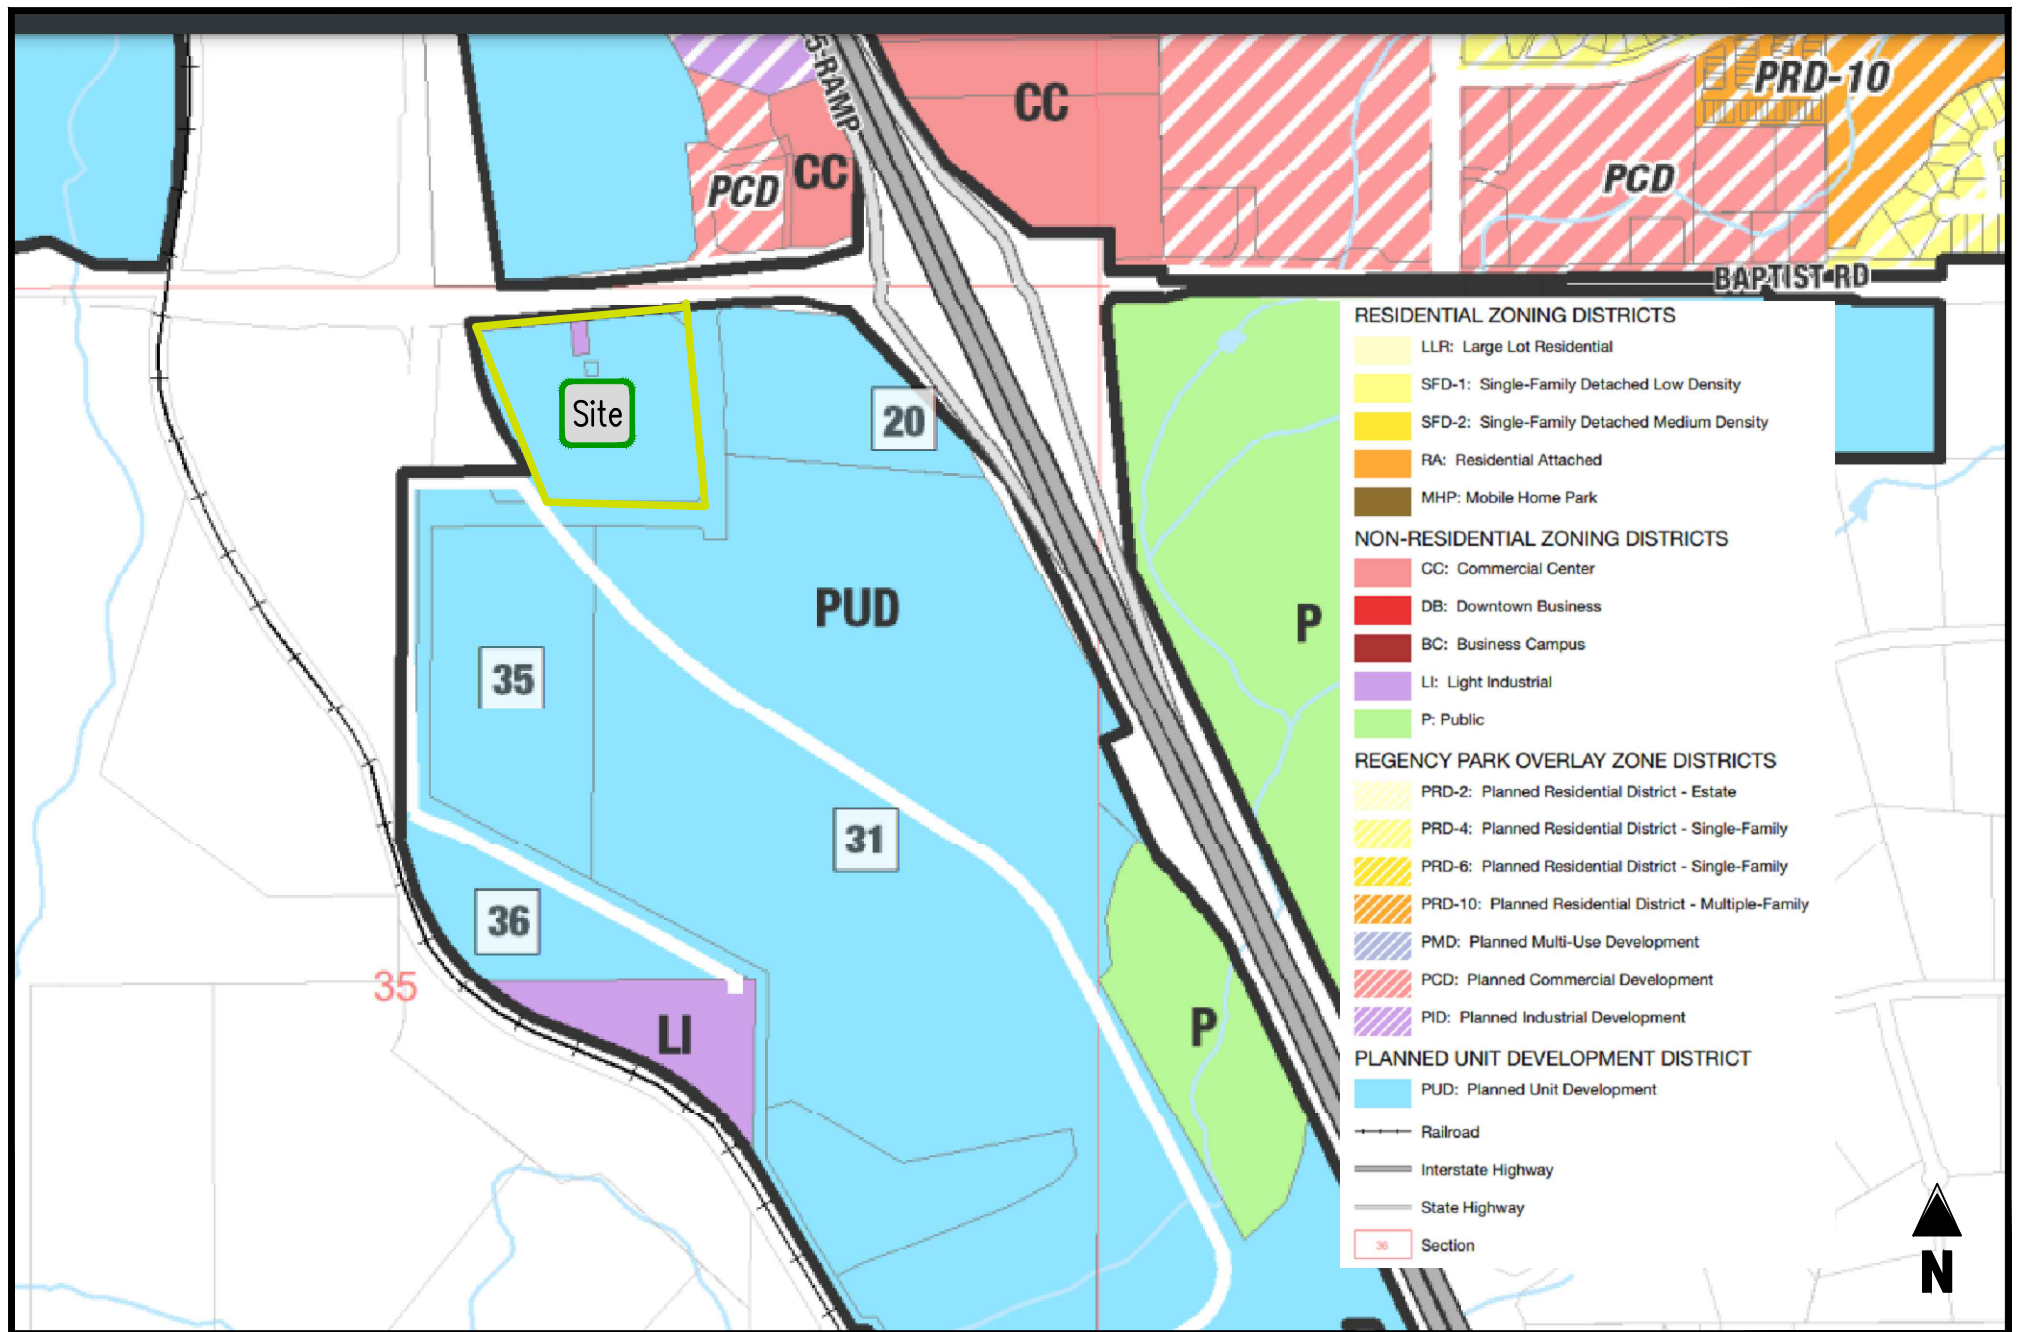 5-RAMP
CC
PRD-10
CC
PCD
PCD
BAPTIST RD
Site
20
PUD
P
35
31
36
35
LI
P
RESIDENTIAL ZONING DISTRICTS
LLR: Large Lot Residential
SFD-1: Single-Family Detached Low Density
SFD-2: Single-Family Detached Medium Density
RA: Residential Attached
MHP: Mobile Home Park
NON-RESIDENTIAL ZONING DISTRICTS
CC: Commercial Center
DB: Downtown Business
BC: Business Campus
LI: Light Industrial
P: Public
REGENCY PARK OVERLAY ZONE DISTRICTS
PRD-2: Planned Residential District - Estate
PRD-4: Planned Residential District - Single-Family
PRD-6: Planned Residential District - Single-Family
PRD-10: Planned Residential District - Multiple-Family
PMD: Planned Multi-Use Development
PCD: Planned Commercial Development
PID: Planned Industrial Development
PLANNED UNIT DEVELOPMENT DISTRICT
PUD: Planned Unit Development
Railroad
Interstate Highway
State Highway
36 Section
N